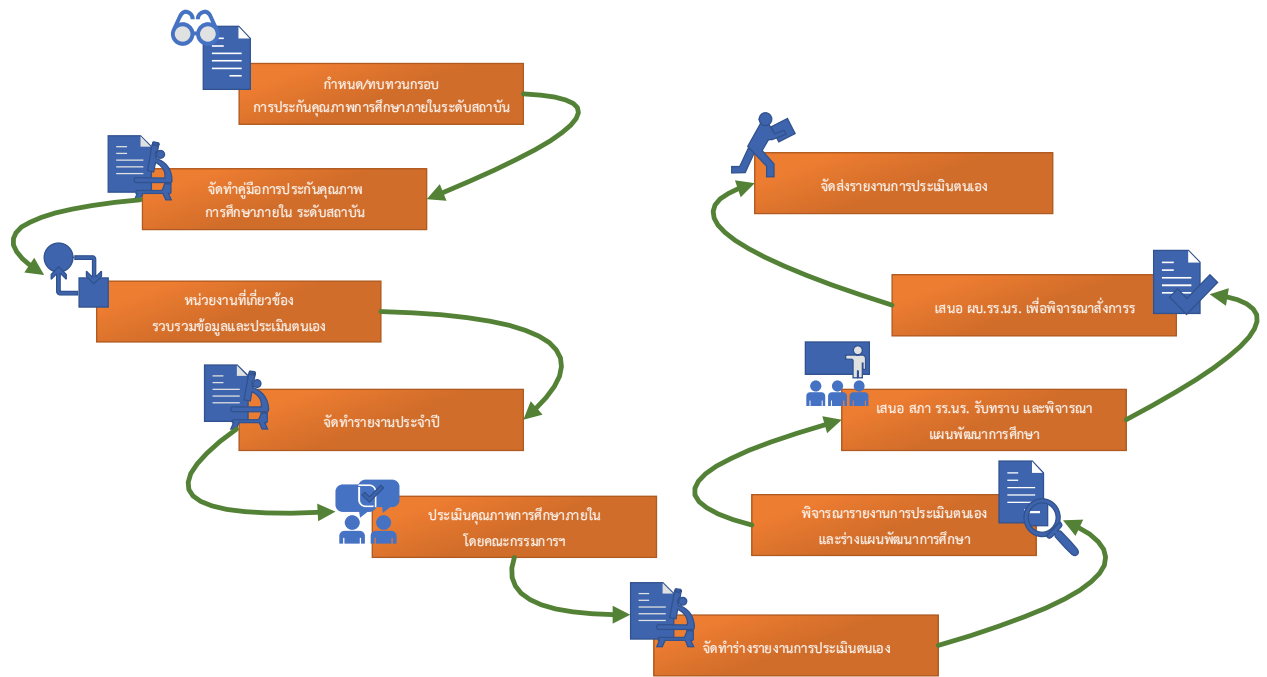 กำหนด/ทบทวนกรอบ
การประกันคุณภาพการศึกษาภายในระดับสถาบัน
จัดทำคู่มือการประกันคุณภาพ
การศึกษาภายใน ระดับสถาบัน
หน่วยงานที่เกี่ยวข้อง
รวบรวมข้อมูลและประเมินตนเอง
จัดทำรายงานประจำปี
ประเมินคุณภาพการศึกษาภายใน
โดยคณะกรรมการฯ
จัดทำร่างรายงานการประเมินตนเอง
พิจารณารายงานการประเมินตนเอง
และร่างแผนพัฒนาการศึกษา
เสนอ สภา รร.นร. รับทราบ และพิจารณา
แผนพัฒนาการศึกษา
เสนอ ผบ.รร.นร. เพื่อพิจารณาสั่งการร
จัดส่งรายงานการประเมินตนเอง